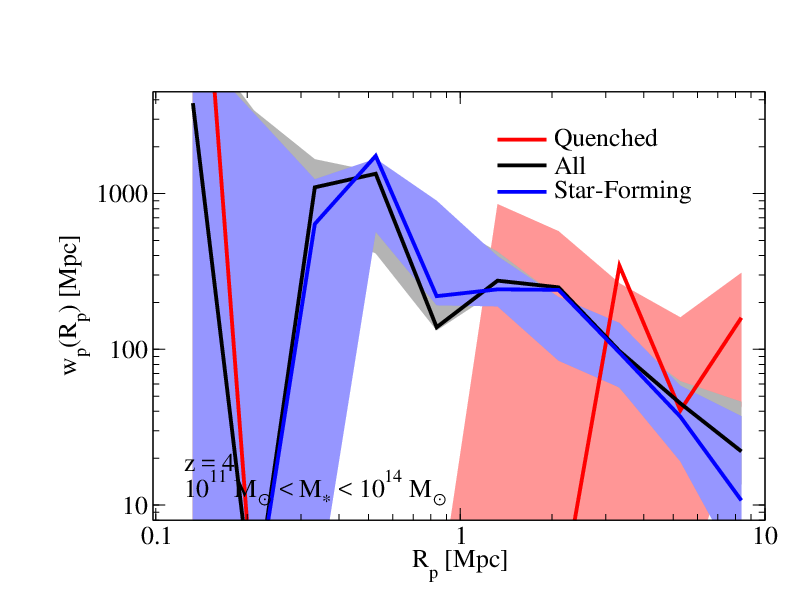 Quenched
All
Star-Forming
1000
100
10
w_p(R_p) [Mpc]
z = 4
10^11 M_⊙ < M_* < 10^14 M_⊙
0.1 1 10
R_p [Mpc]